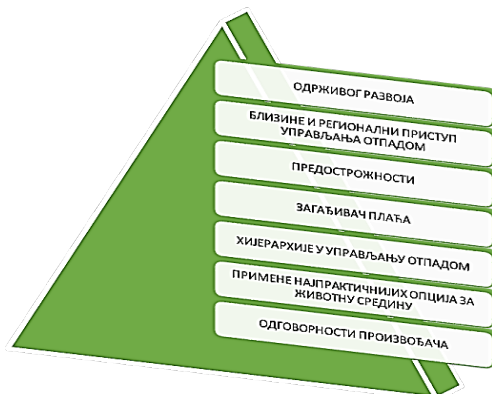 ОДРЖИВОГ РАЗВОЈА
БЛИЗИНЕ И РЕГИОНАЛНИ ПРИСТУП
УПРАВЉАЊА ОТПАДОМ
ПРЕДОСТРОЖНОСТИ
ЗАГАЂИВАЧ ПЛАЋА
ХИЈЕРАРХИЈЕ У УПРАВЉАЊУ ОТПАДОМ
ПРИМЕНЕ НАЈПРАКТИЧНИЈИХ ОПЦИЈА ЗА
ЖИВОТНУ СРЕДИНУ
ОДГОВОРНОСТИ ПРОИЗВОЂАЧА